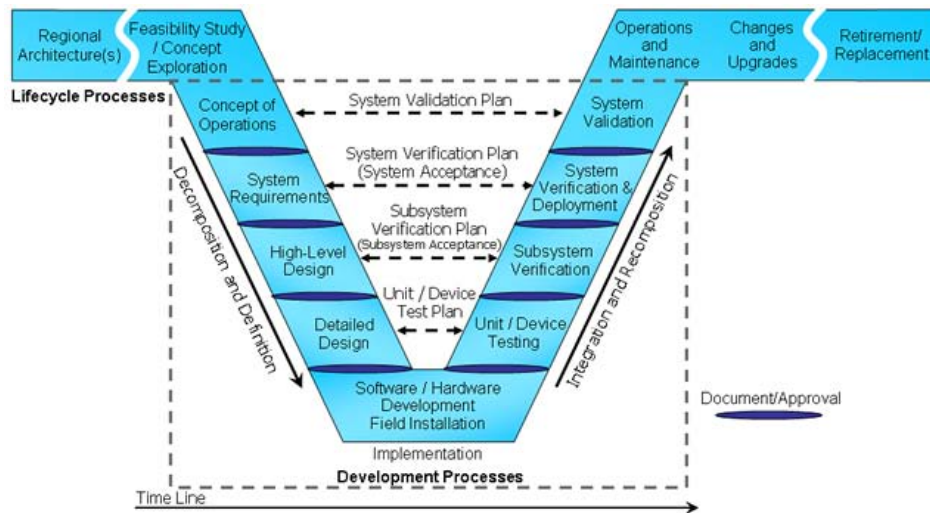 Regional
Architecture(s)
Feasibility Study
/ Concept
Exploration
Operations
and
Maintenance
Changes
and
Upgrades
Retirement/
Replacement
Lifecycle Processes
Concept of
Operations
System Validation Plan
System
Validation
System
Requirements
System Verification Plan
(System Acceptance)
System
Verification &
Deployment
High-Level
Design
Subsystem
Verification Plan
(Subsystem Acceptance)
Subsystem
Verification
Detailed
Design
Unit / Device
Test Plan
Unit / Device
Testing
Decomposition and Definition
Integration and Recomposition
Software / Hardware
Development
Field Installation
Implementation
Document/Approval
Development Processes
Time Line